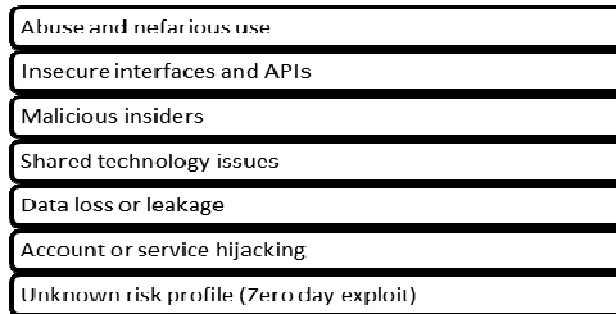 Abuse and nefarious use
Insecure interfaces and APIs
Malicious insiders
Shared technology issues
Data loss or leakage
Account or service hijacking
Unknown risk profile (Zero day exploit)